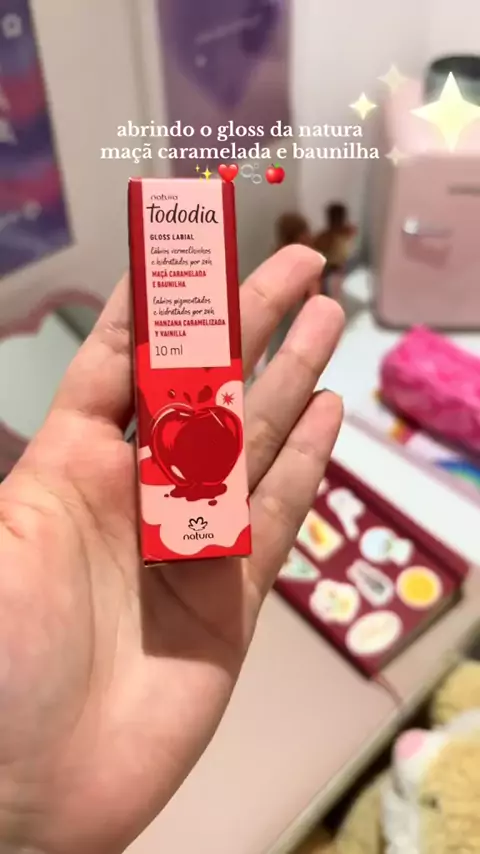 abrindo o gloss da natura
maçã caramelada e baunilha
✨❤️🫧🍎
natura
Tododia
GLOSS LABIAL
lábios vermelhinhos
e hidratados por 24h
MAÇÃ CARAMELADA
E BAUNILHA
labios pigmentados
e hidratados por 24h
MANZANA CARAMELIZADA
Y VAINILLA
10 ml
natura